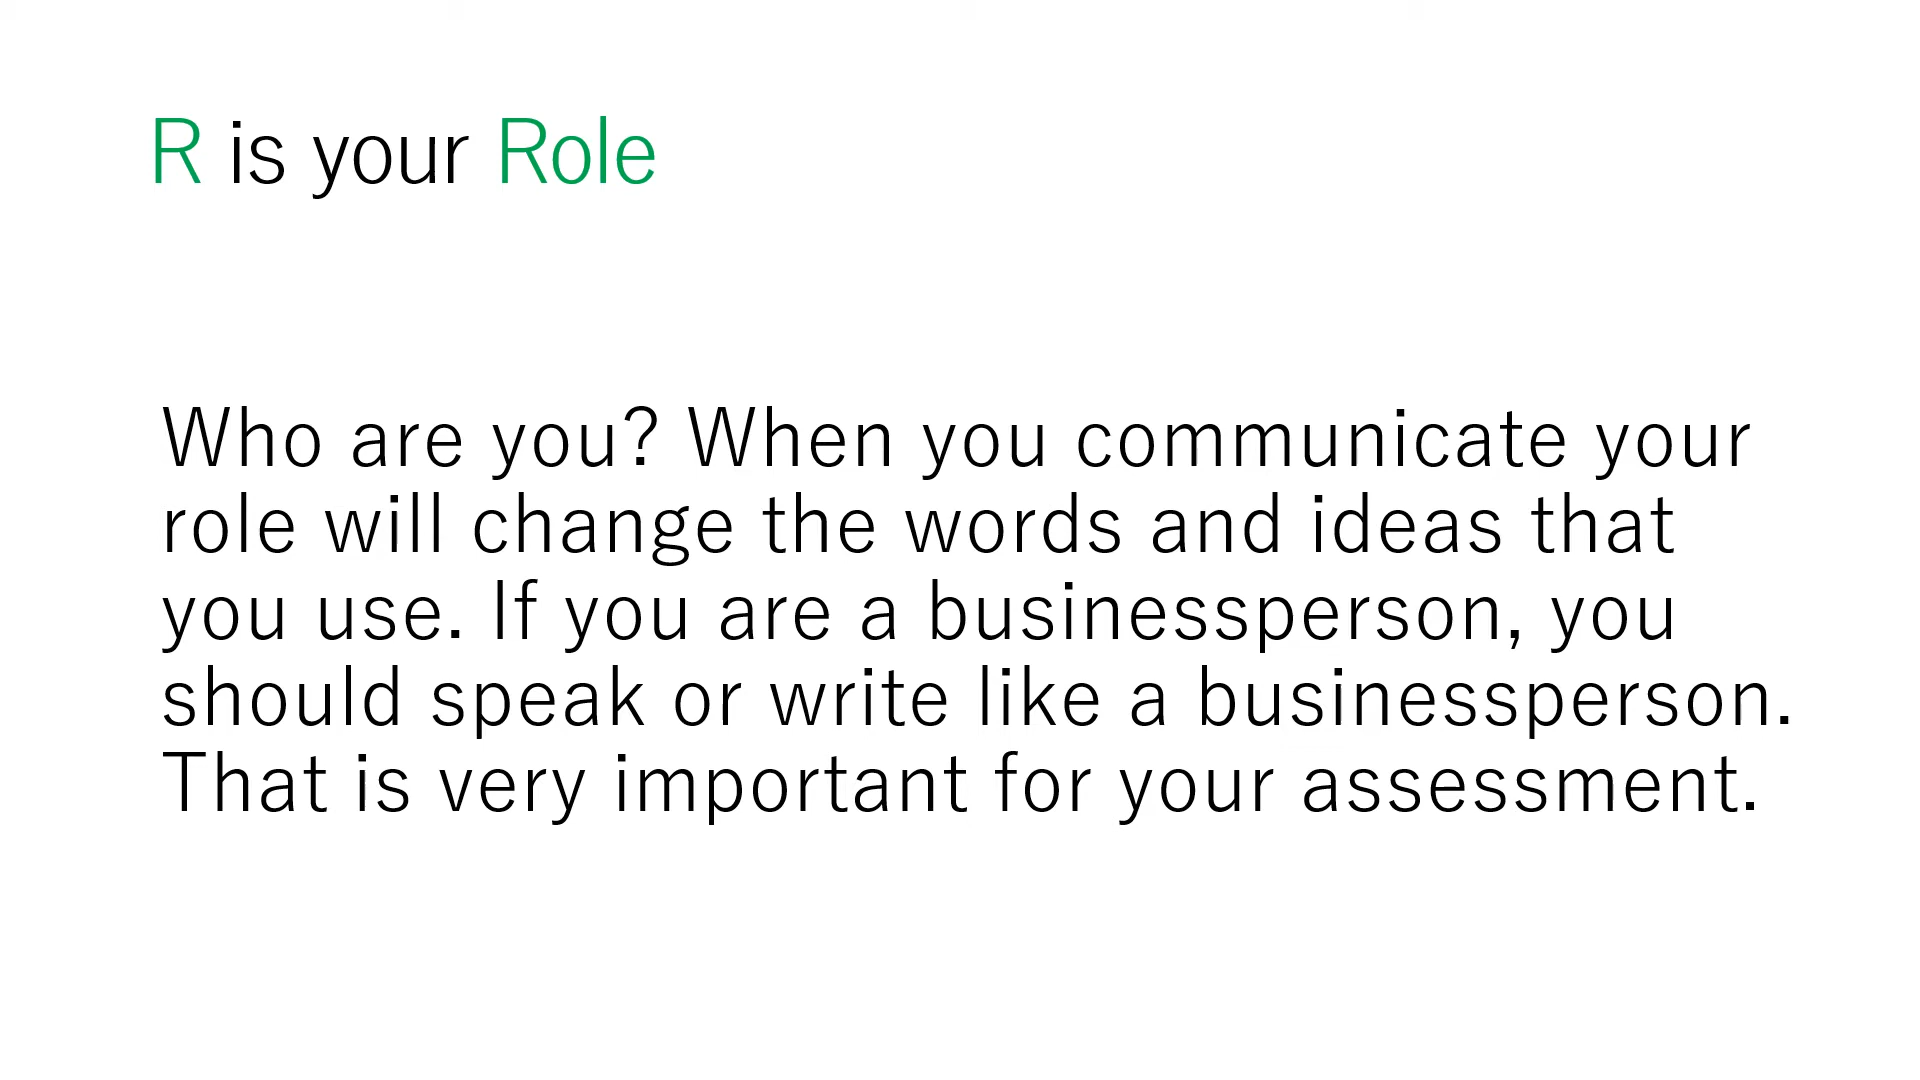 R is your Role
Who are you? When you communicate your
role will change the words and ideas that
you use. If you are a businessperson, you
should speak or write like a businessperson.
That is very important for your assessment.